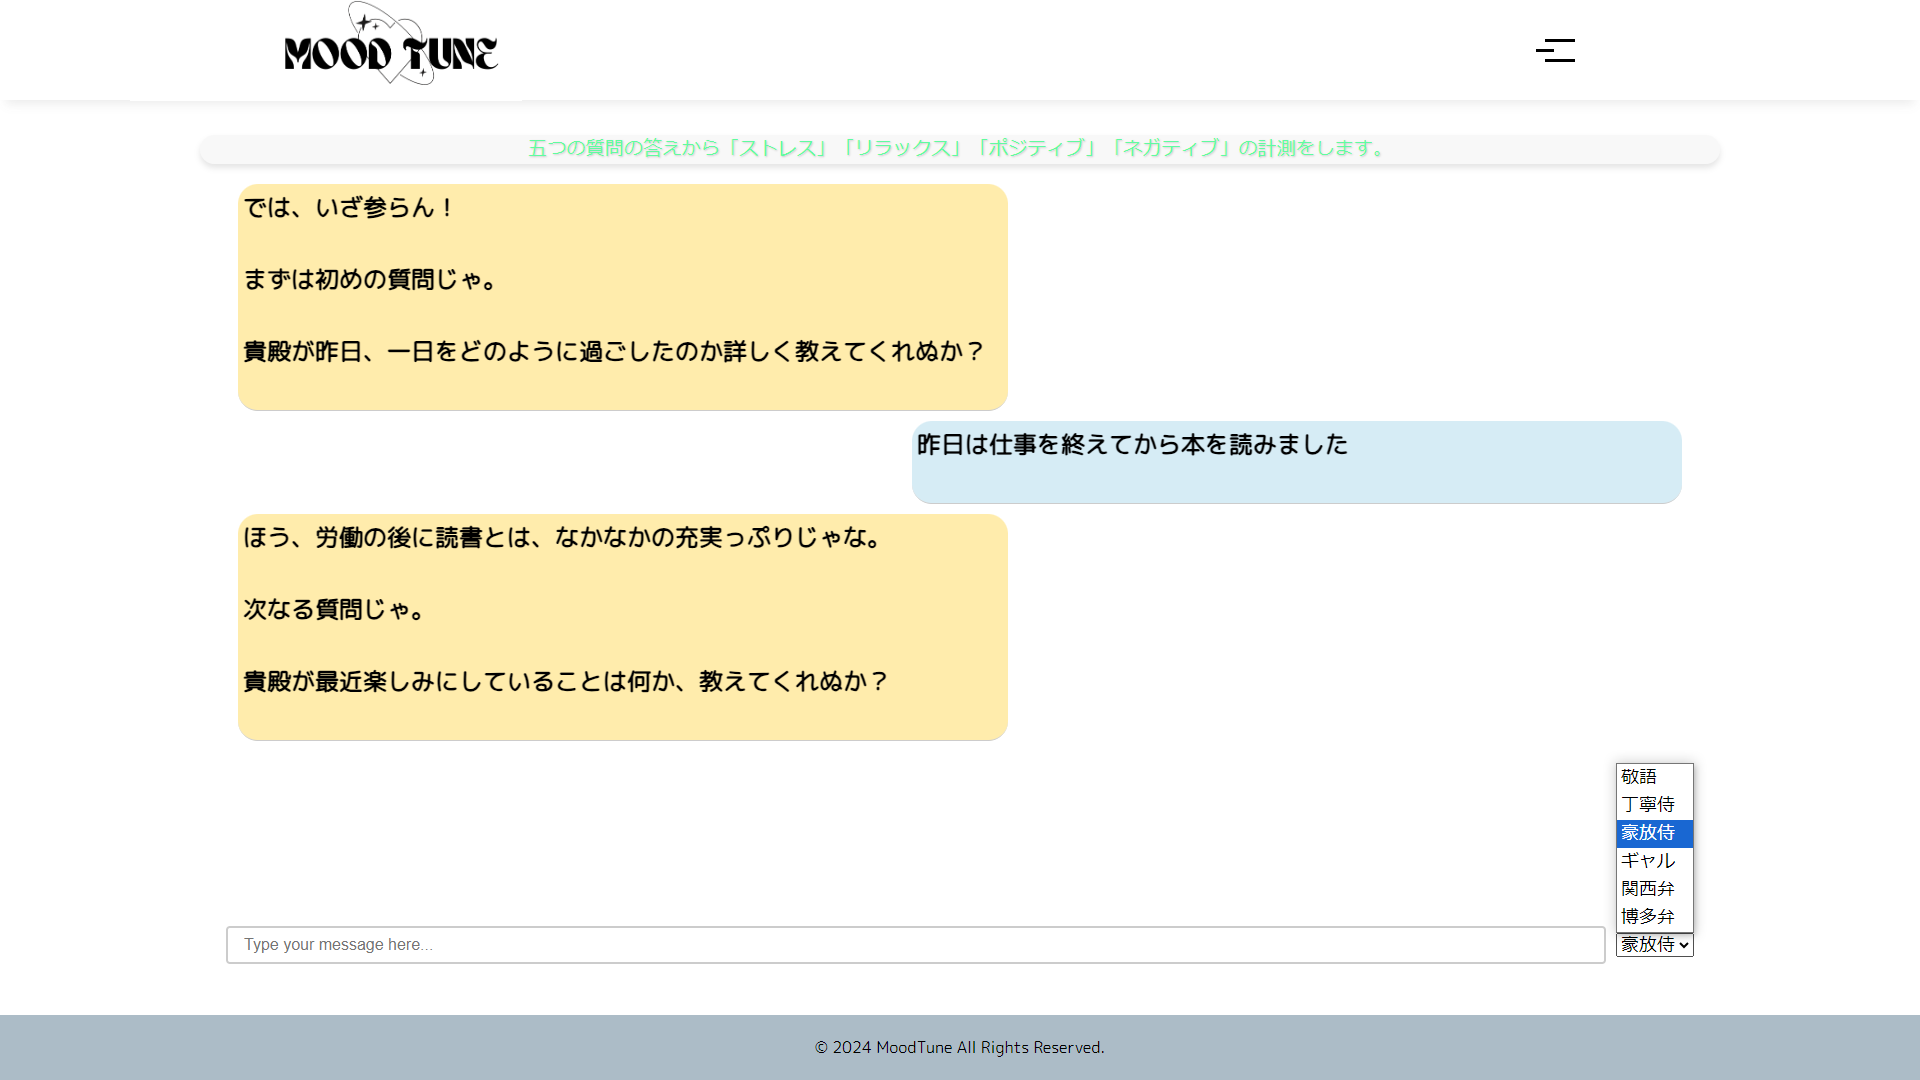 MOOD TUNE
五つの質問の答えから「ストレス」「リラックス」「ポジティブ」「ネガティブ」の計測をします。
では、いざ参らん！
まずは初めの質問じゃ。
貴殿が昨日、一日をどのように過ごしたのか詳しく教えてくれぬか？
昨日は仕事を終えてから本を読みました
ほう、労働の後に読書とは、なかなかの充実っぷりじゃな。
次なる質問じゃ。
貴殿が最近楽しみにしていることは何か、教えてくれぬか？
敬語
丁寧侍
豪放侍
ギャル
関西弁
博多弁
Type your message here...
豪放侍
© 2024 MoodTune All Rights Reserved.